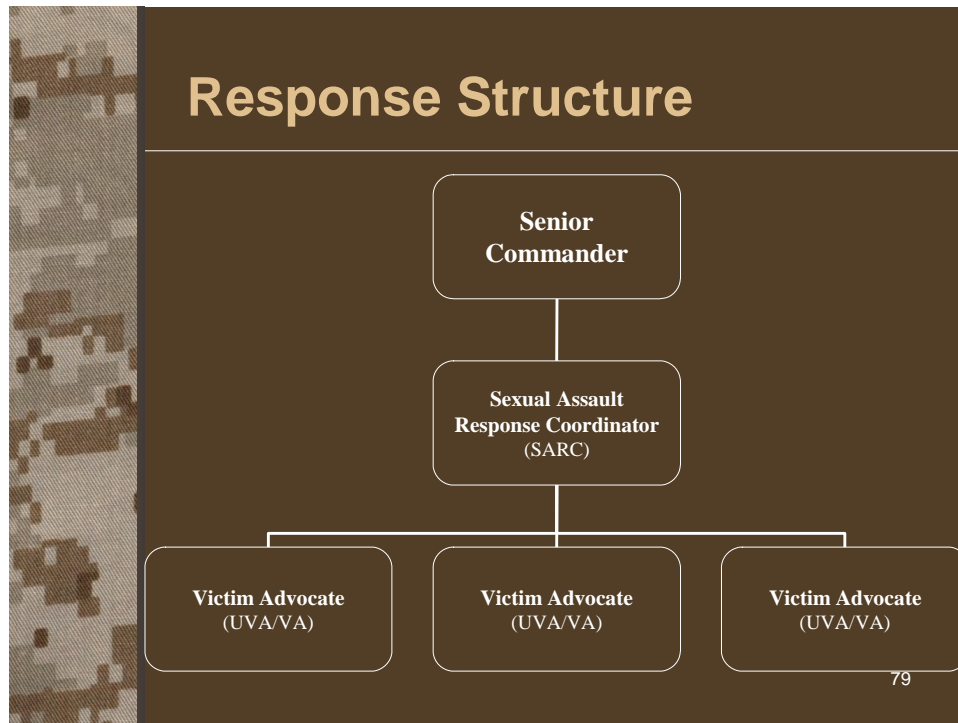 Response Structure
Senior
Commander
Sexual Assault
Response Coordinator
(SARC)
Victim Advocate
(UVA/VA)
Victim Advocate
(UVA/VA)
Victim Advocate
(UVA/VA)
79